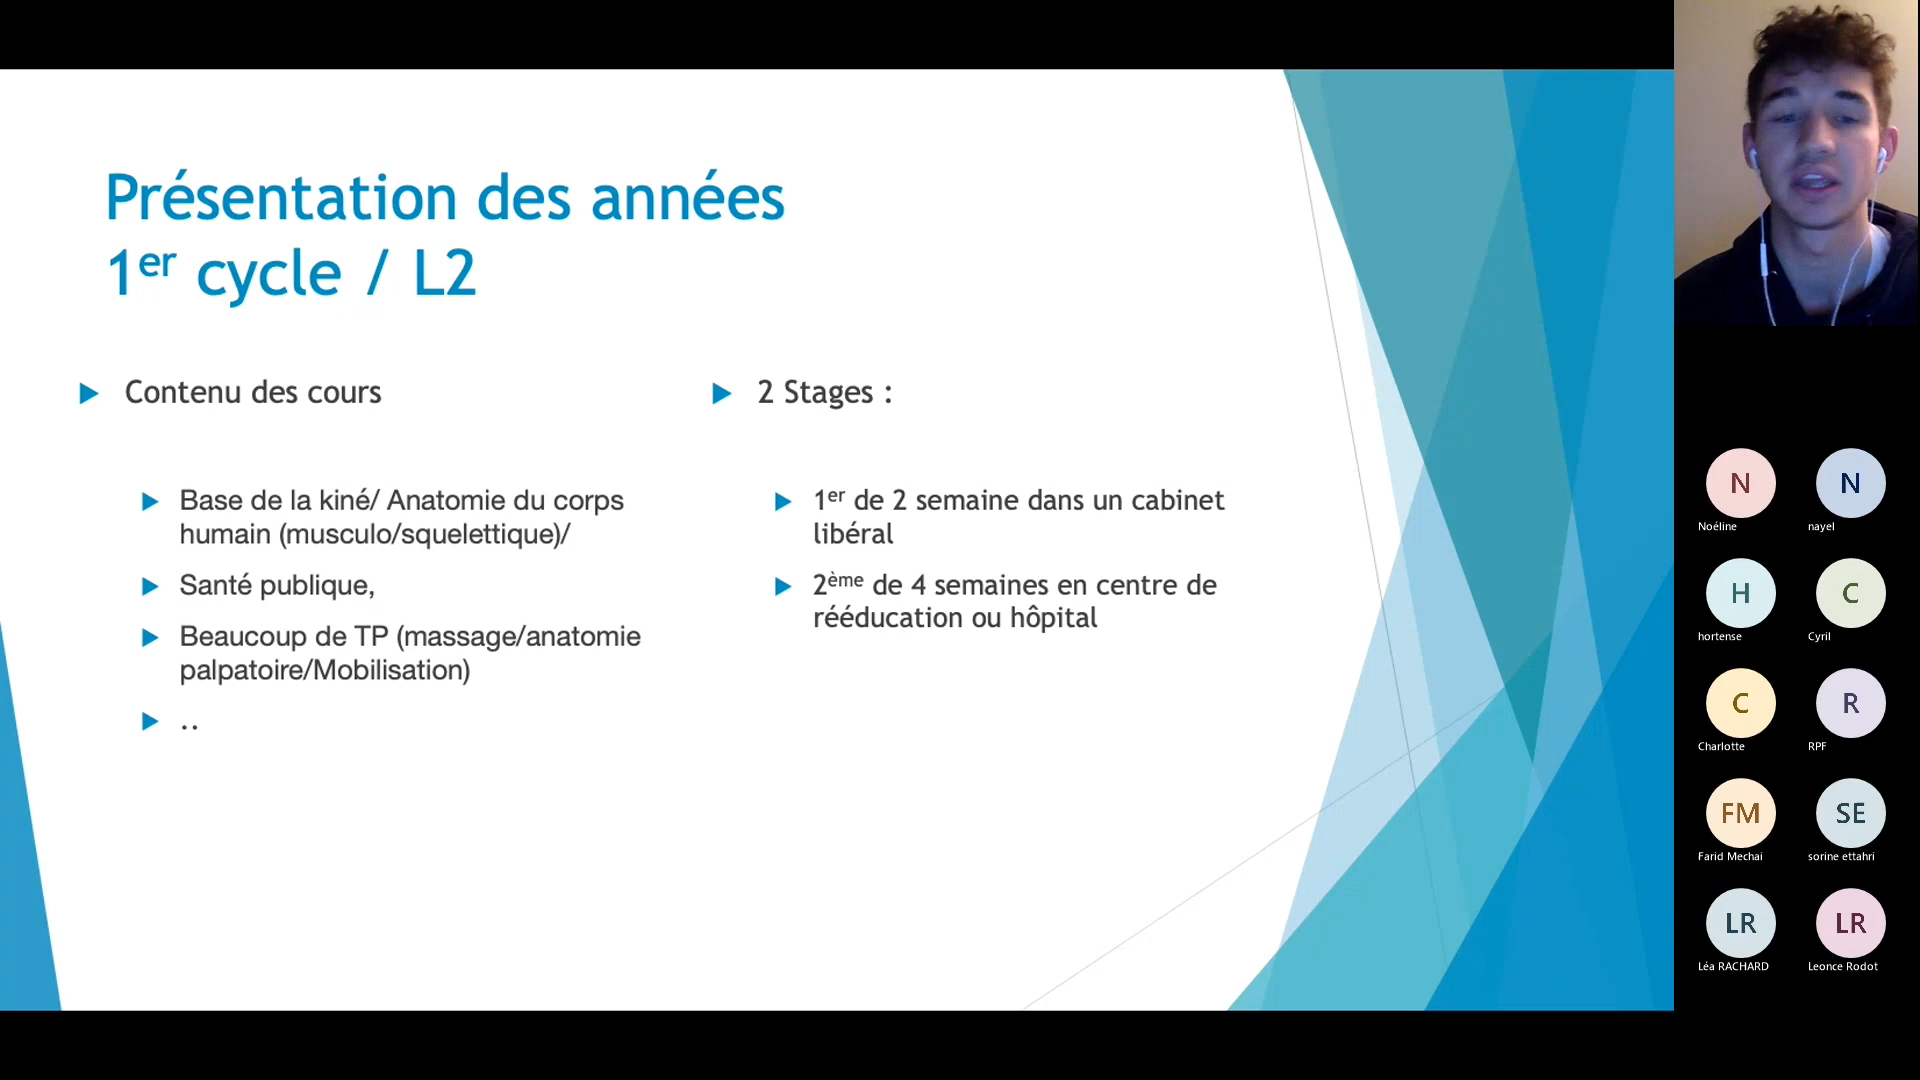 Présentation des années
1er cycle / L2
Contenu des cours
Base de la kiné/ Anatomie du corps
humain (musculo/squelettique)/
Santé publique,
Beaucoup de TP (massage/anatomie
palpatoire/Mobilisation)
..
2 Stages :
1er de 2 semaine dans un cabinet
libéral
2ème de 4 semaines en centre de
rééducation ou hôpital
N
Noéline
N
nayel
H
hortense
C
Cyril
C
Charlotte
R
RPF
FM
Farid Mechai
SE
sorine ettahri
LR
Léa RACHARD
LR
Leonce Rodot